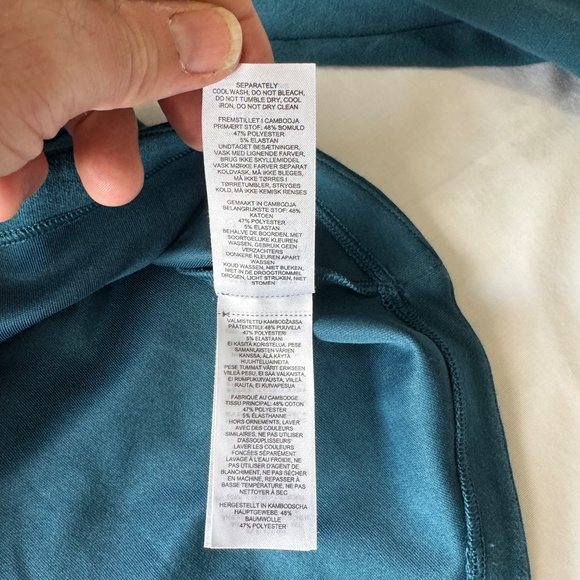 SEPARATELY
COOL WASH, DO NOT BLEACH,
DO NOT TUMBLE DRY, COOL
IRON, DO NOT DRY CLEAN
FREMSTILLET I CAMBODJA
PRIMÆRT STOF: 48% BOMULD
47% POLYESTER
5% ELASTAN
UNDTAGET BESÆTNINGER,
VASK MED LIGNENDE FARVER,
BRUG IKKE SKYLLEMIDDEL
VASK MØRKE FARVER SEPARAT
KOLDVASK, MÅ IKKE BLEGES,
MÅ IKKE TØRRES I
TØRRETUMBLER, STRYGES
KOLD, MÅ IKKE KEMISK RENSES
GEMAAKT IN CAMBODJA
BELANGRIJKSTE STOF: 48%
KATOEN
47% POLYESTER
5% ELASTAN
BEHALVE DE BOORDEN, MET
SOORTGELIJKE KLEUREN
WASSEN, GEBRUIK GEEN
VERZACHTERS
DONKERE KLEUREN APART
WASSEN
KOUD WASSEN, NIET BLEKEN,
NIET IN DE DROOGTROMMEL
DROGEN, LICHT STRIJKEN, NIET
STOMEN
VALMISTETTU KAMBODŽASSA
PÄÄTEKSTIILI: 48% PUUVILLA
47% POLYESTERI
5% ELASTAANI
EI KÄSITÄ KORISTELUJA, PESE
SAMANLAISTEN VÄRIEN
KANSSA, ÄLÄ KÄYTÄ
HUUHTELUAINEITA
PESE TUMMAT VÄRIT ERIKSEEN
VIILEÄ PESU, EI SAA VALKAISTA,
EI RUMPUKUIVAUSTA, VIILEÄ
RAUTA, EI KUIVAPESUA
FABRIQUÉ AU CAMBODGE
TISSU PRINCIPAL: 48% COTON
47% POLYESTER
5% ÉLASTHANNE
HORS ORNEMENTS, LAVER
AVEC DES COULEURS
SIMILAIRES, NE PAS UTILISER
D'ASSOUPLISSEURS
LAVER LES COULEURS
FONCÉES SÉPARÉMENT
LAVAGE À L'EAU FROIDE, NE
PAS UTILISER D'AGENT DE
BLANCHIMENT, NE PAS SÉCHER
EN MACHINE, REPASSER À
BASSE TEMPÉRATURE, NE PAS
NETTOYER À SEC
HERGESTELLT IN KAMBODSCHA
HAUPTGEWEBE: 48%
BAUMWOLLE
47% POLYESTER